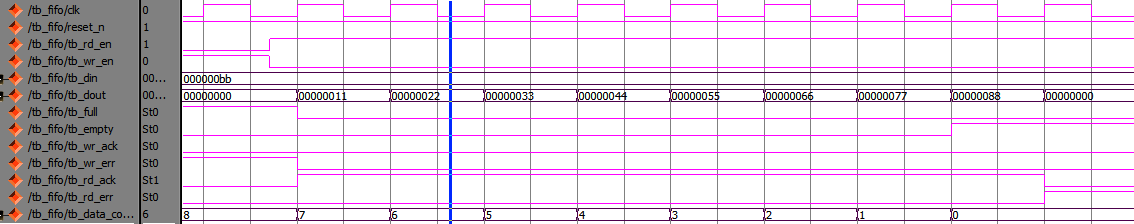 /tb_fifo/clk 0
/tb_fifo/reset_n 1
/tb_fifo/tb_rd_en 1
/tb_fifo/tb_wr_en 0
/tb_fifo/tb_din 00... 000000bb
/tb_fifo/tb_dout 00... 00000000 00000011 00000022 00000033 00000044 00000055 00000066 00000077 00000088 00000000
/tb_fifo/tb_full St0
/tb_fifo/tb_empty St0
/tb_fifo/tb_wr_ack St0
/tb_fifo/tb_wr_err St0
/tb_fifo/tb_rd_ack St1
/tb_fifo/tb_rd_err St0
/tb_fifo/tb_data_co... 6 8 7 6 5 4 3 2 1 0